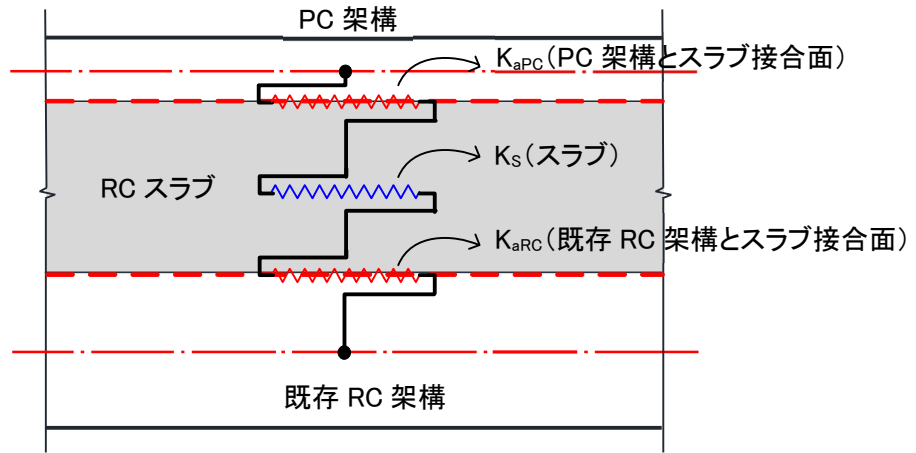 PC 架構
KaPC(PC 架構とスラブ接合面)
KS(スラブ)
RC スラブ
KaRC(既存 RC 架構とスラブ接合面)
既存 RC 架構